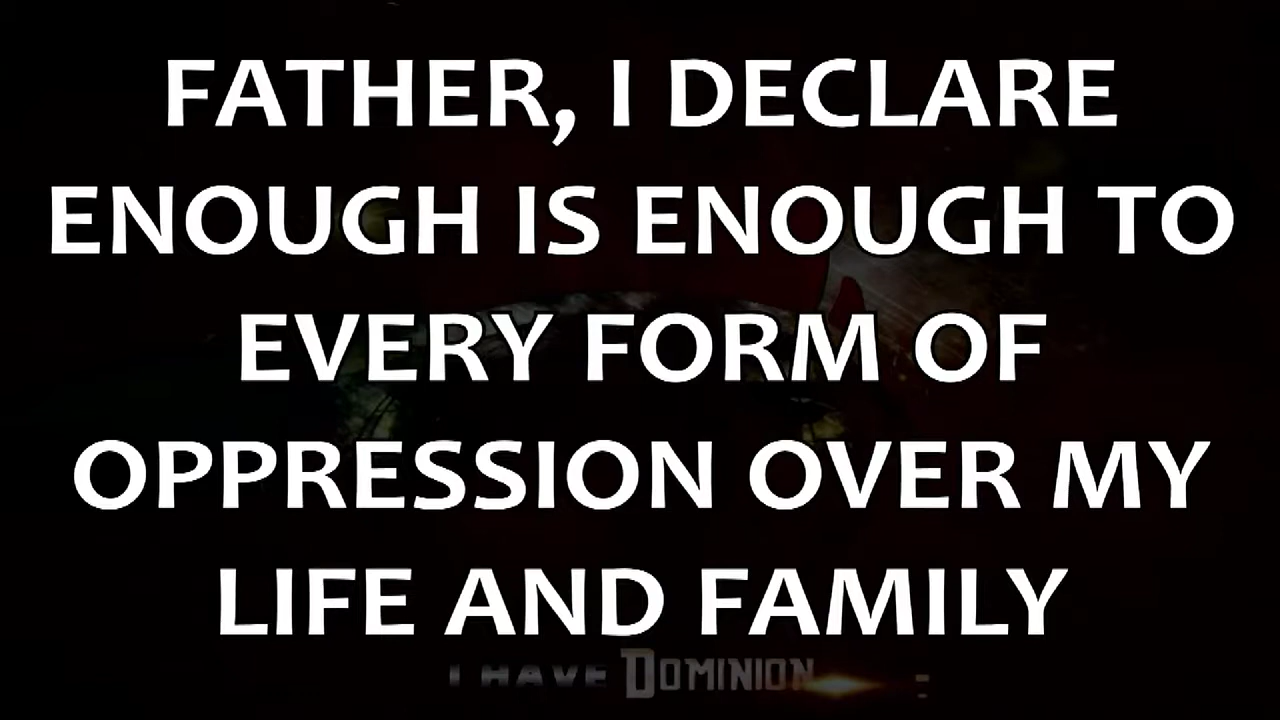 FATHER, I DECLARE
ENOUGH IS ENOUGH TO
EVERY FORM OF
OPPRESSION OVER MY
LIFE AND FAMILY
I HAVE DOMINION